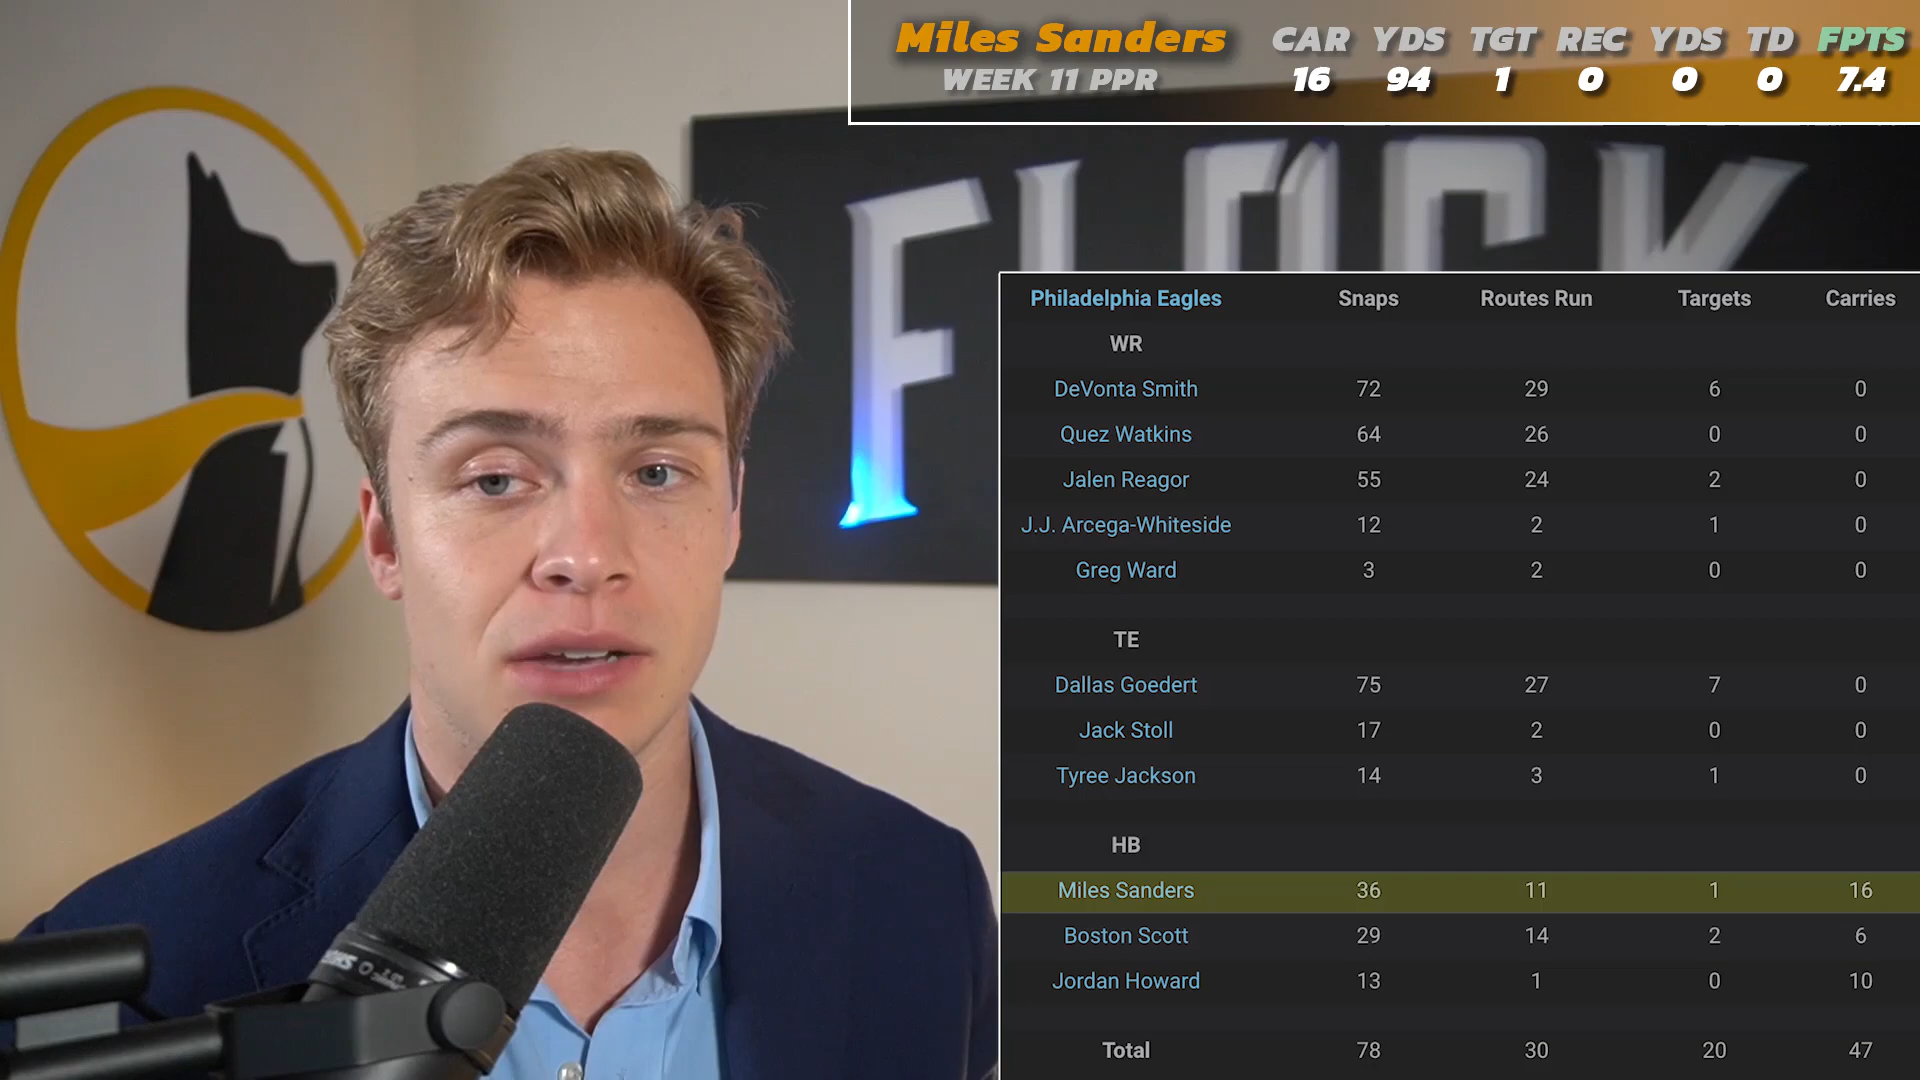 Miles Sanders CAR YDS TGT REC YDS TD FPTS
WEEK 11 PPR 16 94 1 0 0 0 7.4
FLOCK
Philadelphia Eagles Snaps Routes Run Targets Carries
WR
DeVonta Smith 72 29 6 0
Quez Watkins 64 26 0 0
Jalen Reagor 55 24 2 0
J.J. Arcega-Whiteside 12 2 1 0
Greg Ward 3 2 0 0
TE
Dallas Goedert 75 27 7 0
Jack Stoll 17 2 0 0
Tyree Jackson 14 3 1 0
HB
Miles Sanders 36 11 1 16
Boston Scott 29 14 2 6
Jordan Howard 13 1 0 10
Total 78 30 20 47